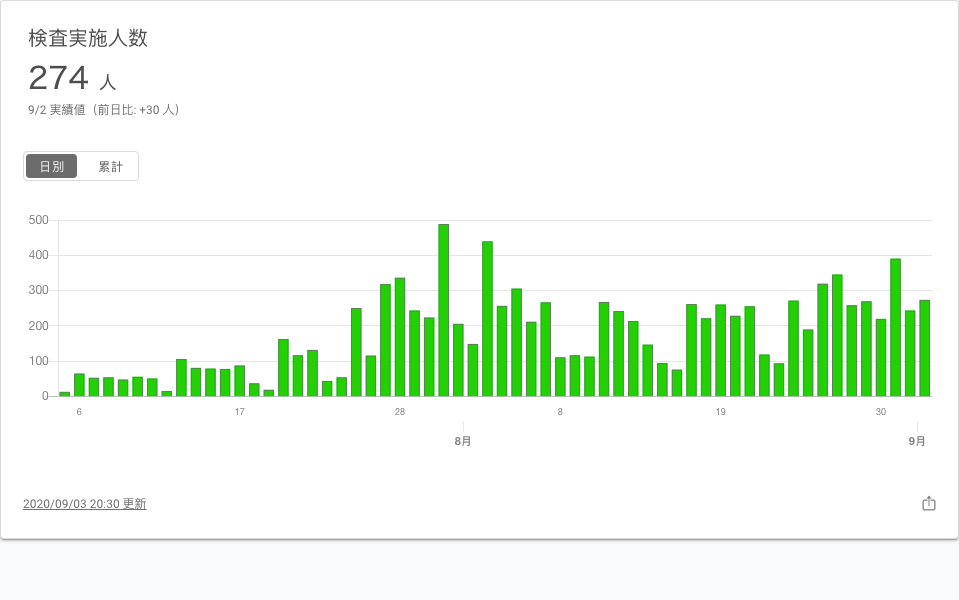 検査実施人数
274 人
9/2 実績値（前日比: +30 人）
日別 累計
500
400
300
200
100
0
6 17 28 8 19 30
8月 9月
2020/09/03 20:30 更新